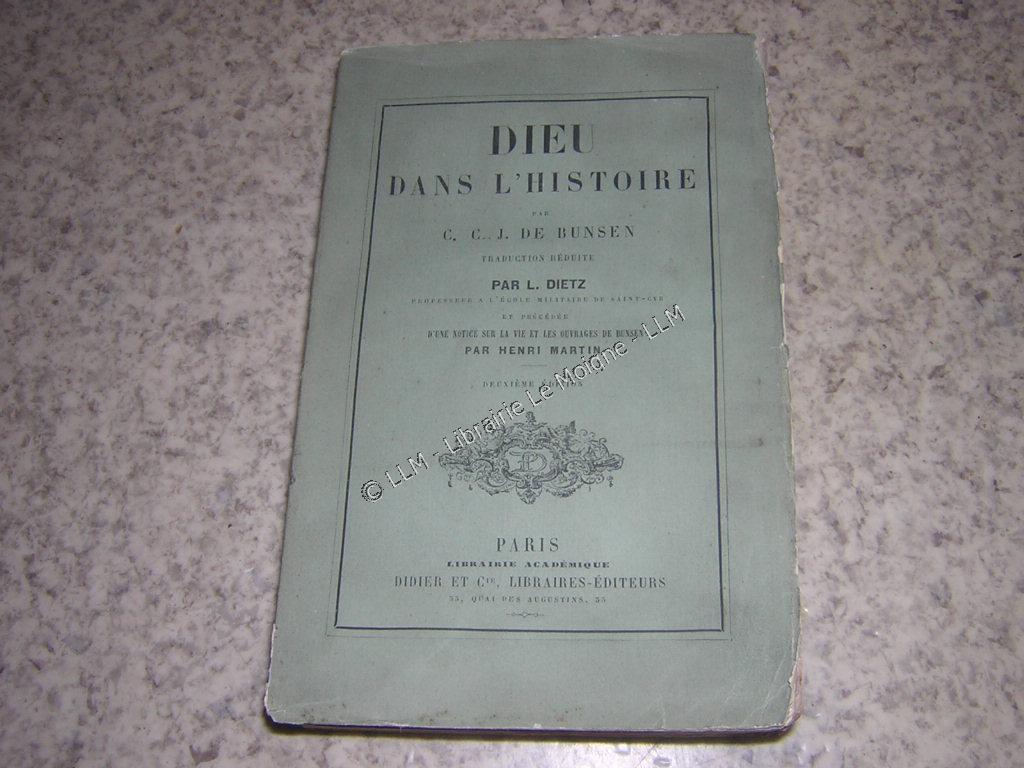 DIEU
DANS L'HISTOIRE
PAR
C. C. J. DE BUNSEN
TRADUCTION RÉDUITE
PAR L. DIETZ
PROFESSEUR A L'ÉCOLE MILITAIRE DE SAINT-CYR
ET PRÉCÉDÉE
D'UNE NOTICE SUR LA VIE ET LES OUVRAGES DE BUNSEN
PAR HENRI MARTIN
DEUXIÈME ÉDITION
© LLM - Librairie Le Moigne - LLM
PARIS
LIBRAIRIE ACADÉMIQUE
DIDIER ET Cie, LIBRAIRES-ÉDITEURS
35, QUAI DES AUGUSTINS, 35